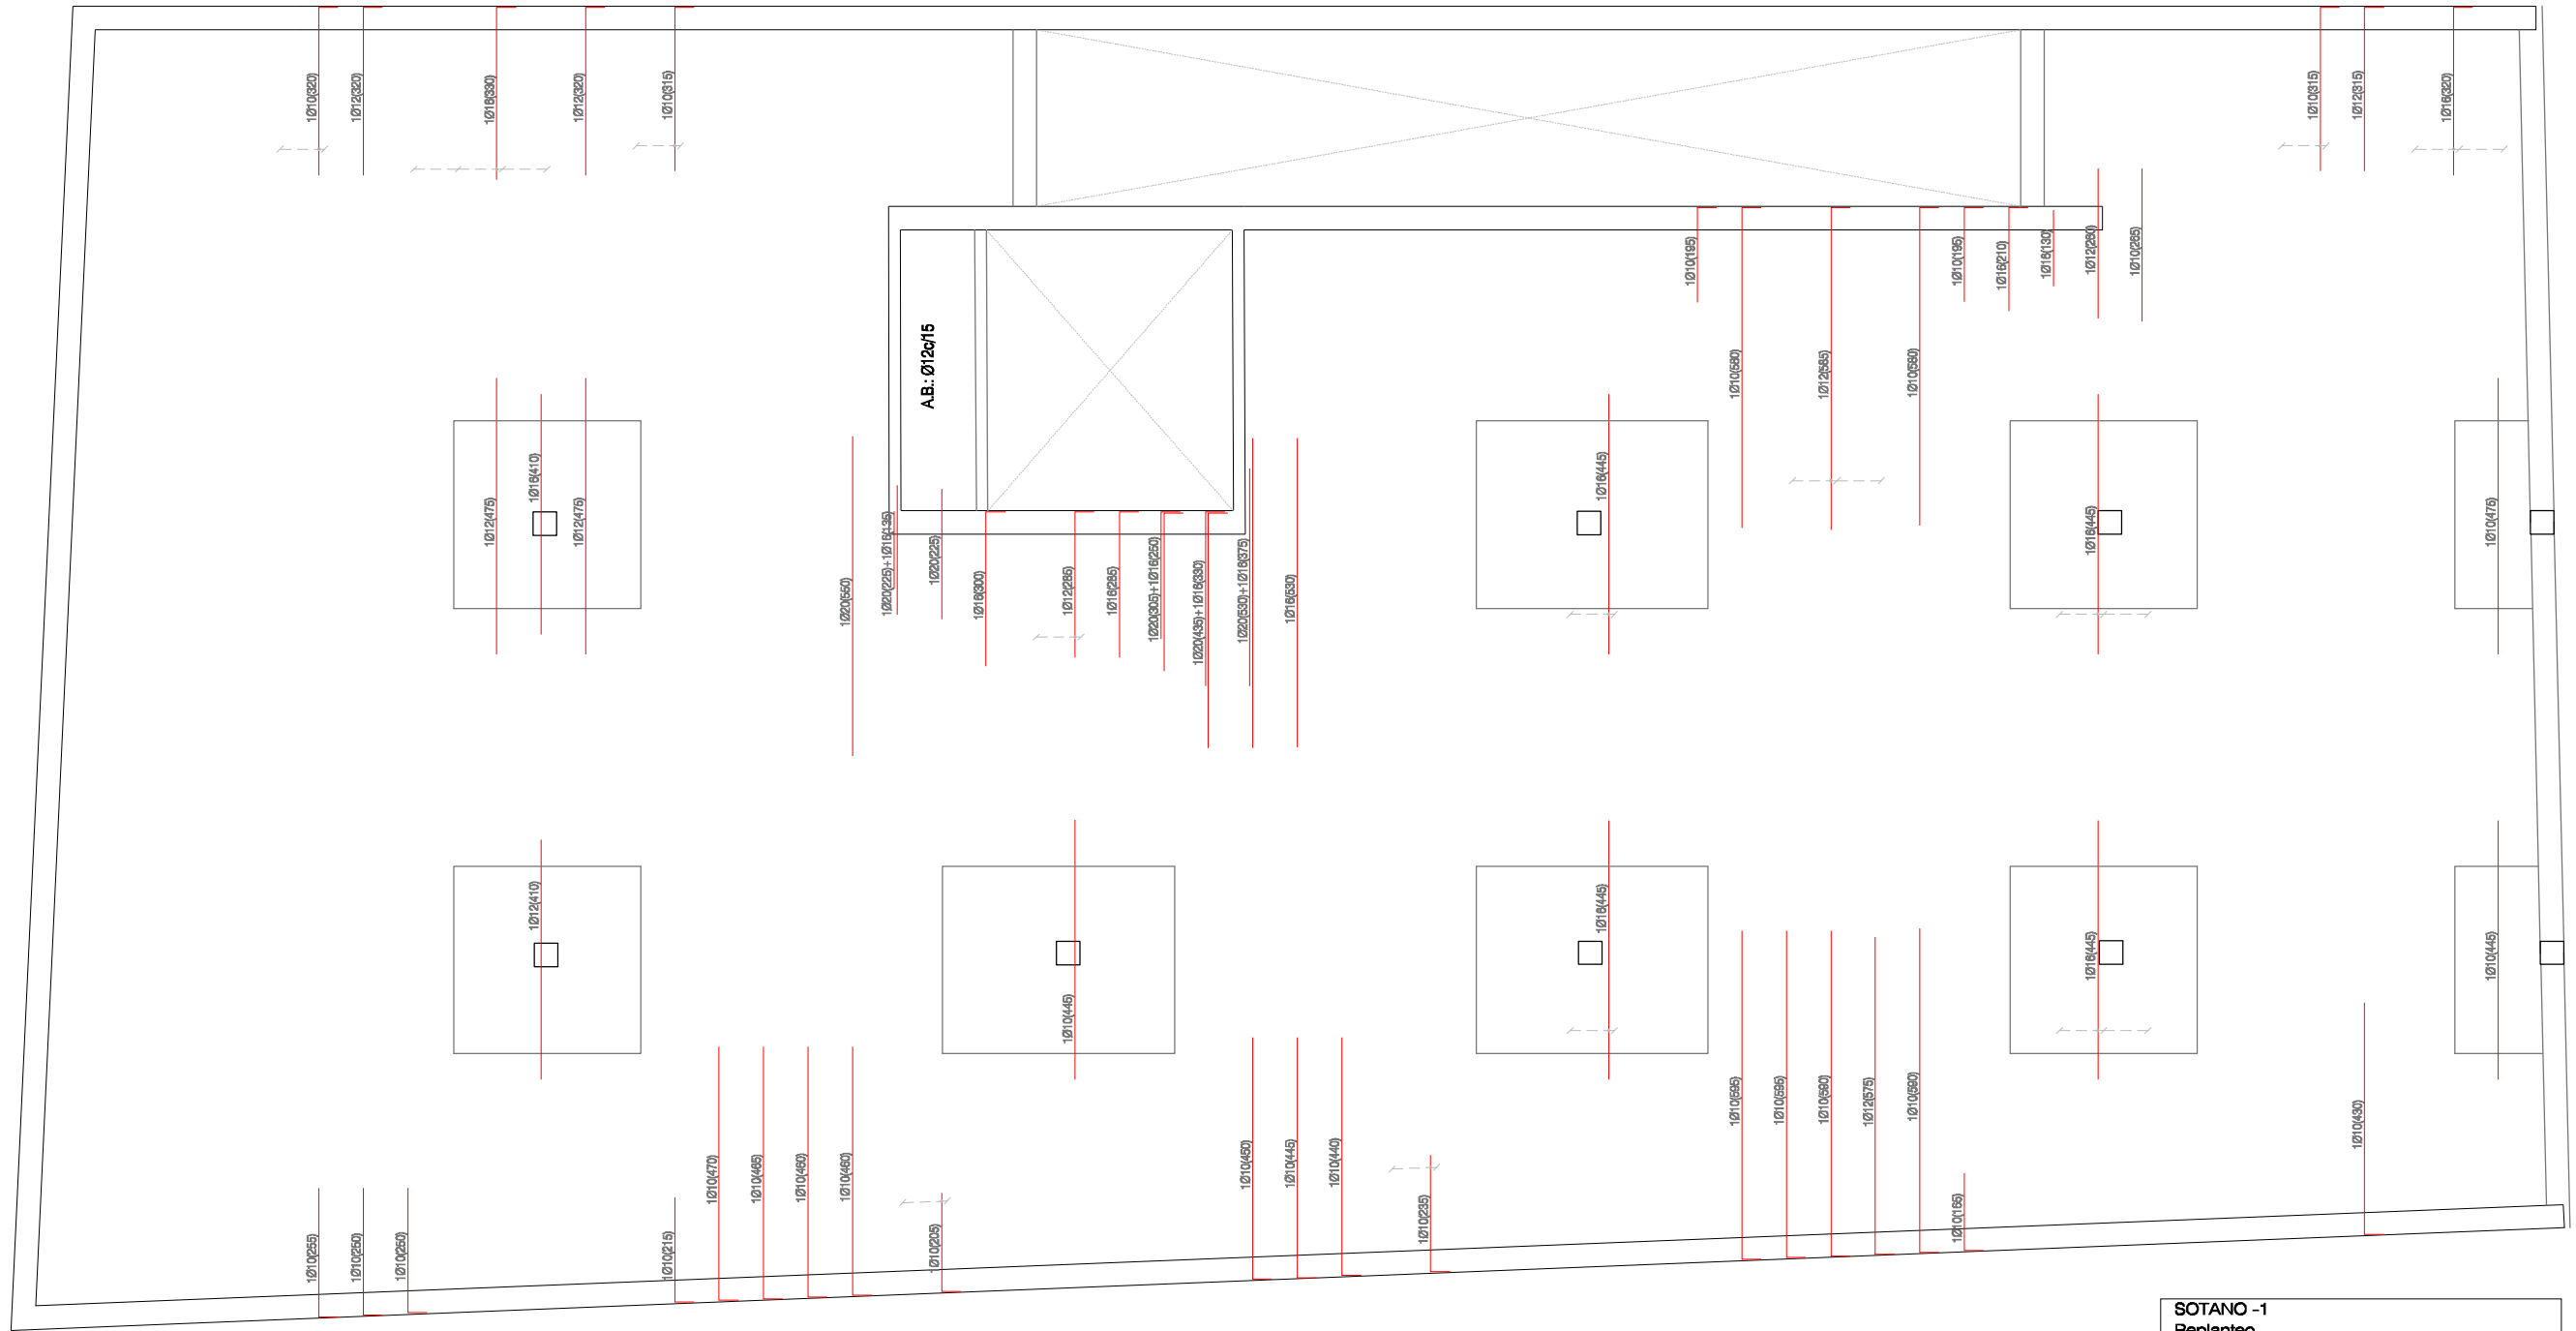 1Ø10(320)
1Ø12(320)
1Ø16(330)
1Ø12(320)
1Ø10(315)
1Ø10(315)
1Ø12(315)
1Ø16(320)
1Ø10(195)
1Ø10(580)
1Ø12(565)
1Ø10(580)
1Ø10(195)
1Ø16(210)
1Ø16(130)
1Ø12(260)
1Ø10(265)
A.B.: Ø12c/15
1Ø12(475)
1Ø16(410)
1Ø12(475)
1Ø20(550)
1Ø20(225)+1Ø16(135)
1Ø20(225)
1Ø16(300)
1Ø12(285)
1Ø16(285)
1Ø20(305)+1Ø16(250)
1Ø20(435)+1Ø16(330)
1Ø20(530)+1Ø16(375)
1Ø16(530)
1Ø16(445)
1Ø16(445)
1Ø10(475)
1Ø12(410)
1Ø10(445)
1Ø16(445)
1Ø16(445)
1Ø10(445)
1Ø10(255)
1Ø10(250)
1Ø10(250)
1Ø10(215)
1Ø10(470)
1Ø10(465)
1Ø10(460)
1Ø10(460)
1Ø10(205)
1Ø10(450)
1Ø10(445)
1Ø10(440)
1Ø10(235)
1Ø10(595)
1Ø10(595)
1Ø10(590)
1Ø12(575)
1Ø10(590)
1Ø10(165)
1Ø10(430)
SOTANO -1
Replanteo